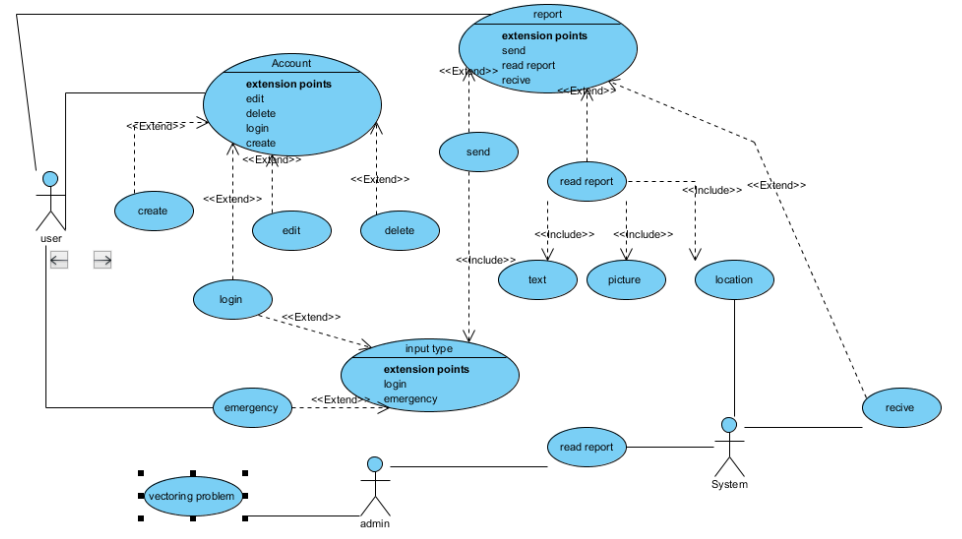 report
extension points
send
read report
recive
<<Extend>>
<<Extend>>
Account
extension points
edit
delete
login
create
<<Extend>>
<<Extend>>
send
<<Extend>>
read report
<<Extend>>
<<Include>>
<<Extend>>
create
edit
delete
user
<<Include>>
<<Include>>
<<Include>>
text
picture
location
login
<<Extend>>
input type
extension points
login
emergency
<<Extend>>
emergency
recive
read report
System
vectoring problem
admin